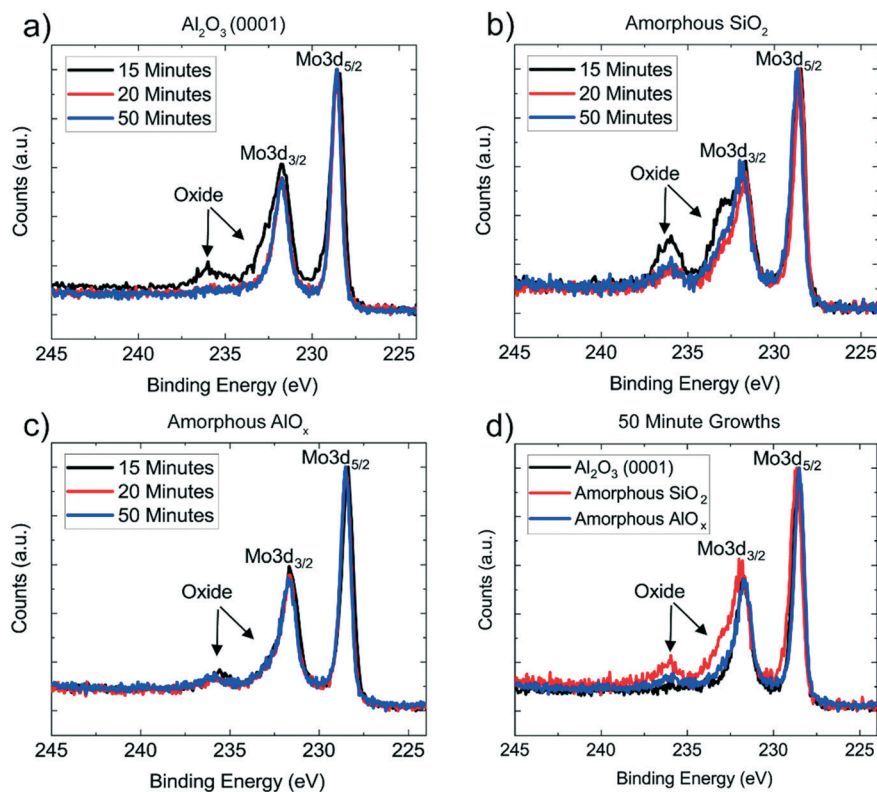 a)
Al₂O₃ (0001)
15 Minutes
20 Minutes
50 Minutes
Mo3d₅/₂
Mo3d₃/₂
Oxide
Counts (a.u.)
245 240 235 230 225
Binding Energy (eV)
b)
Amorphous SiO₂
15 Minutes
20 Minutes
50 Minutes
Mo3d₅/₂
Mo3d₃/₂
Oxide
Counts (a.u.)
245 240 235 230 225
Binding Energy (eV)
c)
Amorphous AlOₓ
15 Minutes
20 Minutes
50 Minutes
Mo3d₅/₂
Mo3d₃/₂
Oxide
Counts (a.u.)
245 240 235 230 225
Binding Energy (eV)
d)
50 Minute Growths
Al₂O₃ (0001)
Amorphous SiO₂
Amorphous AlOₓ
Mo3d₅/₂
Mo3d₃/₂
Oxide
Counts (a.u.)
245 240 235 230 225
Binding Energy (eV)